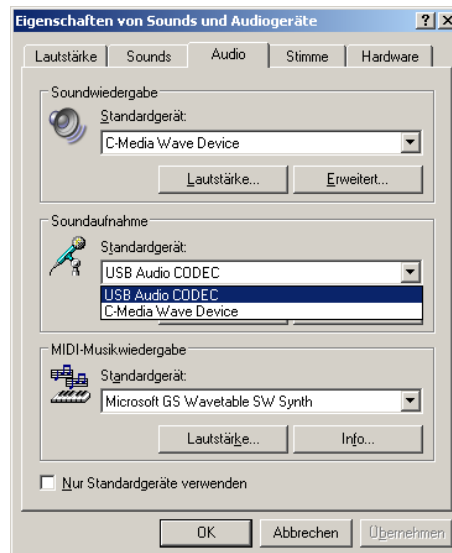 Eigenschaften von Sounds und Audiogeräte
Lautstärke Sounds Audio Stimme Hardware
Soundwiedergabe
Standardgerät:
C-Media Wave Device
Lautstärke... Erweitert...
Soundaufnahme
Standardgerät:
USB Audio CODEC
USB Audio CODEC
C-Media Wave Device
MIDI-Musikwiedergabe
Standardgerät:
Microsoft GS Wavetable SW Synth
Lautstärke... Info...
Nur Standardgeräte verwenden
OK Abbrechen Übernehmen